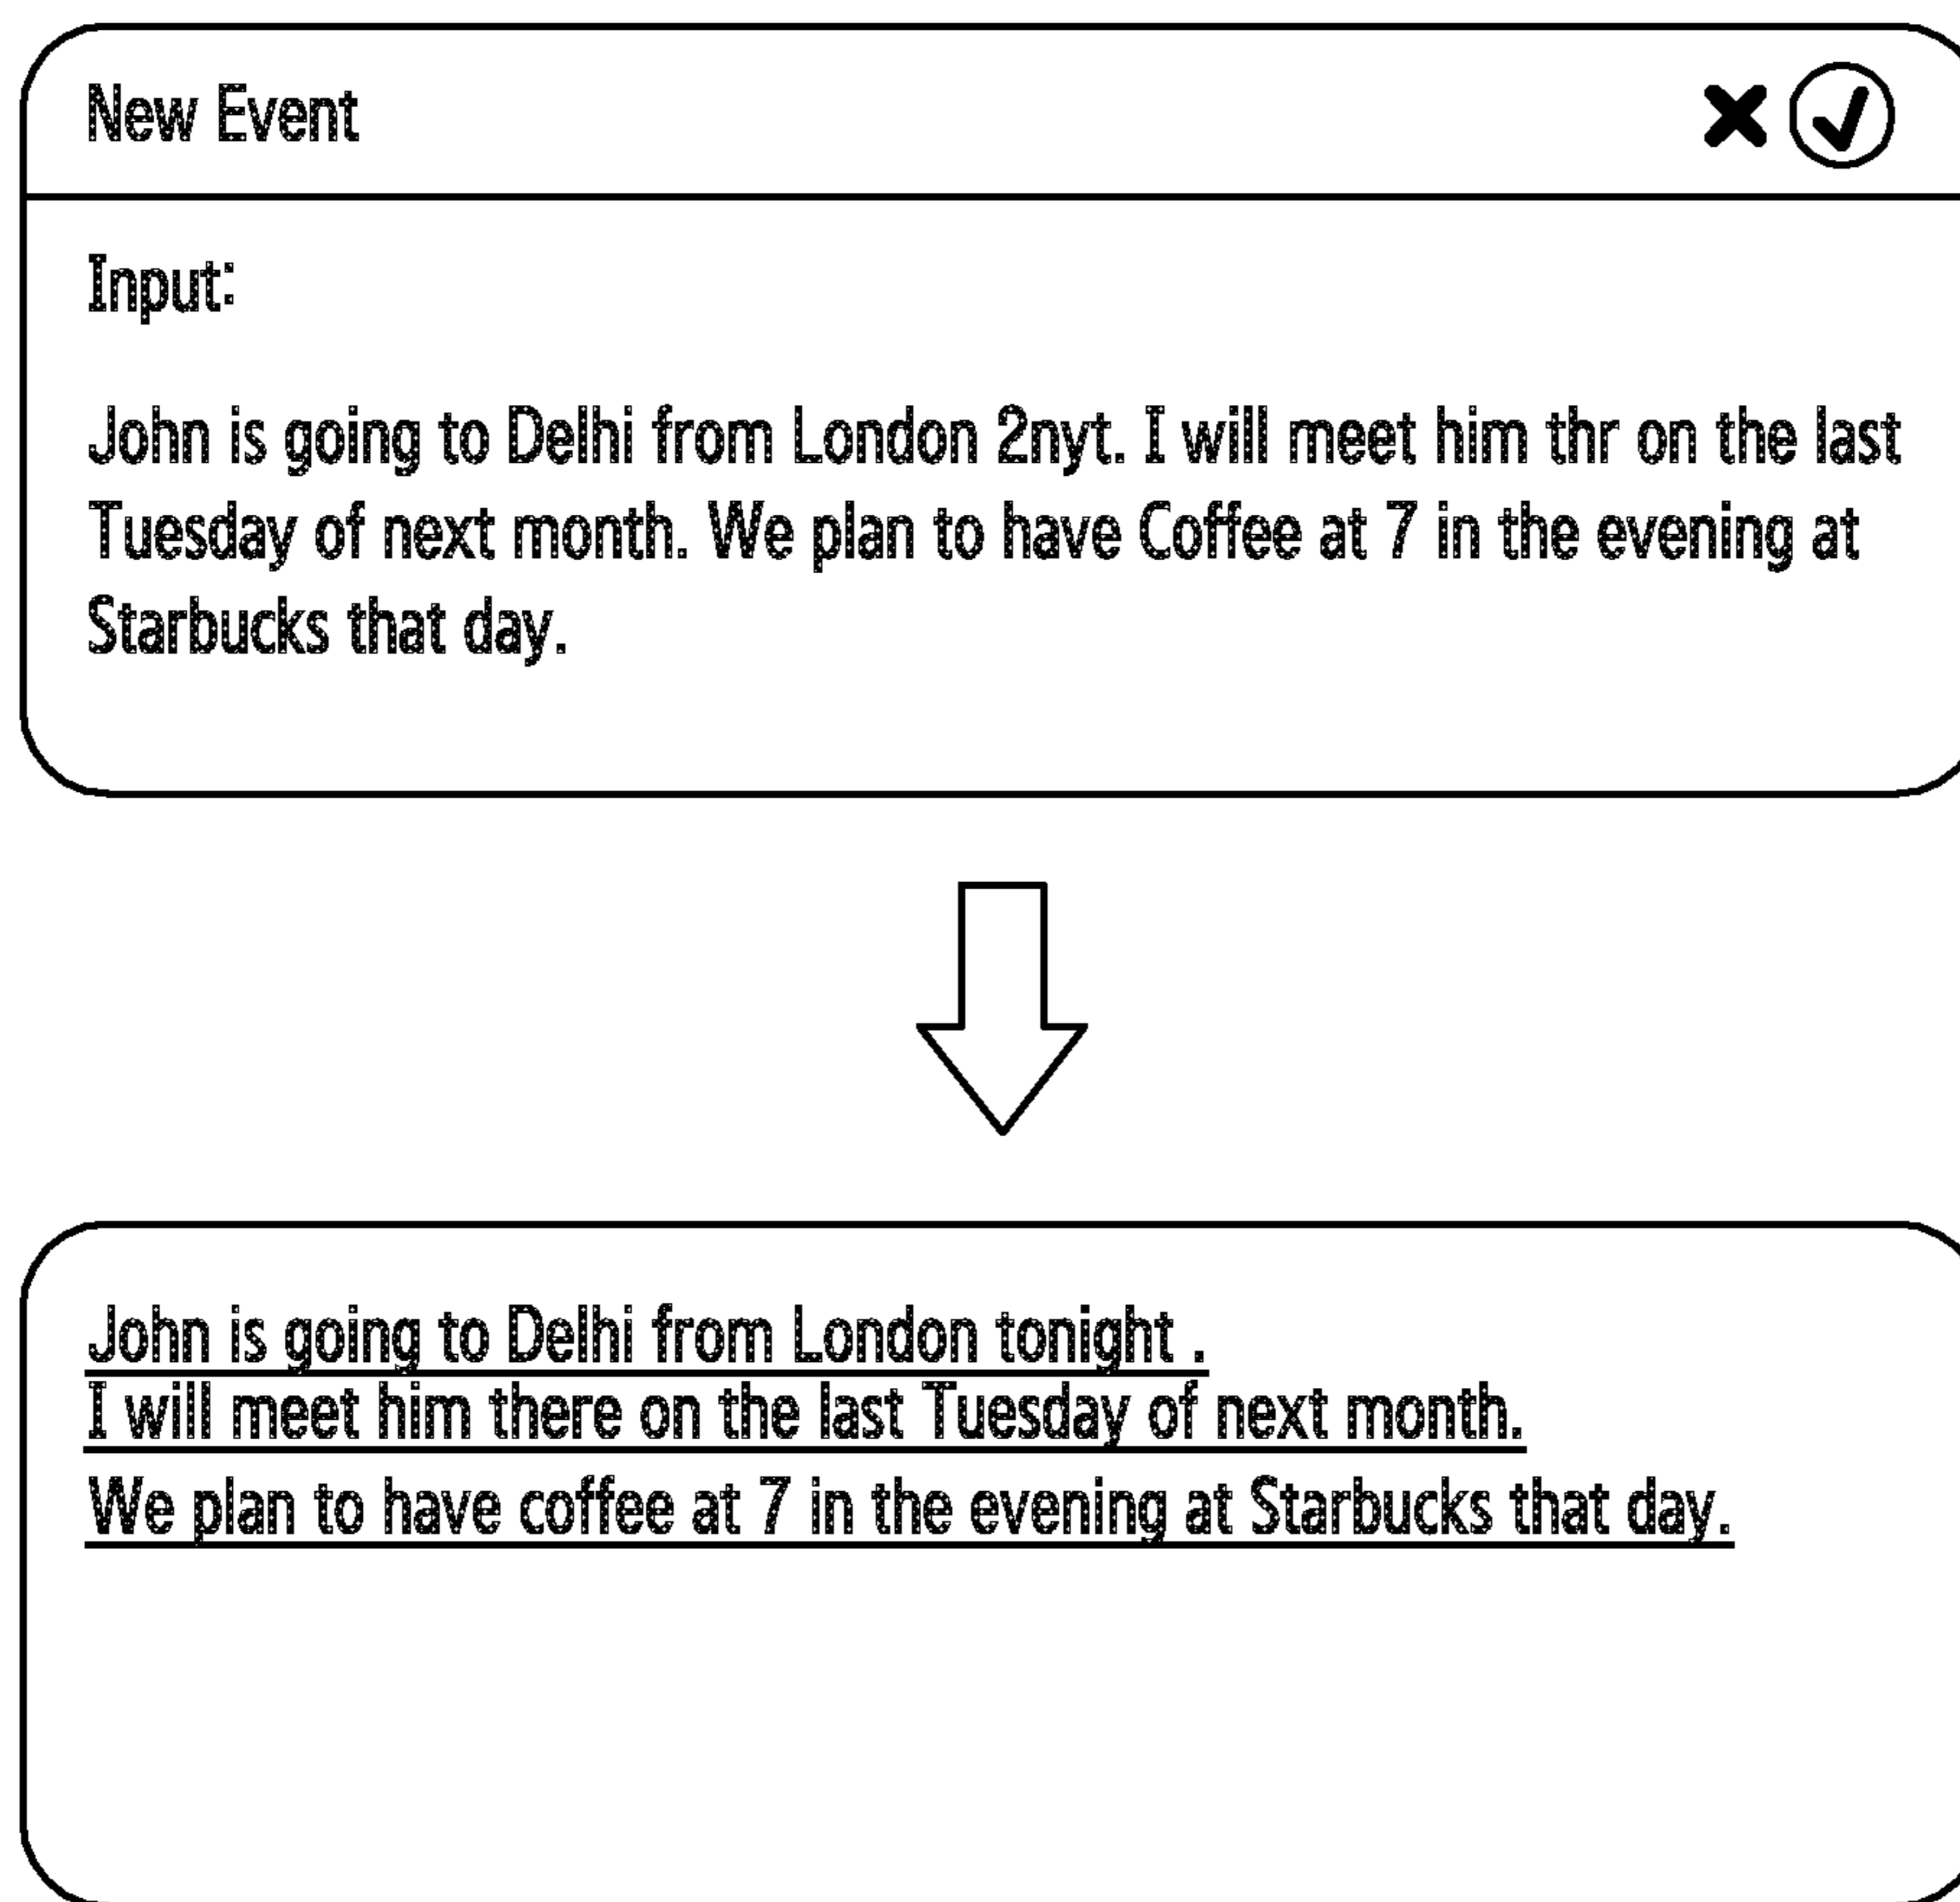 New Event
Input:
John is going to Delhi from London 2nyt. I will meet him thr on the last
Tuesday of next month. We plan to have Coffee at 7 in the evening at
Starbucks that day.
John is going to Delhi from London tonight .
I will meet him there on the last Tuesday of next month.
We plan to have coffee at 7 in the evening at Starbucks that day.